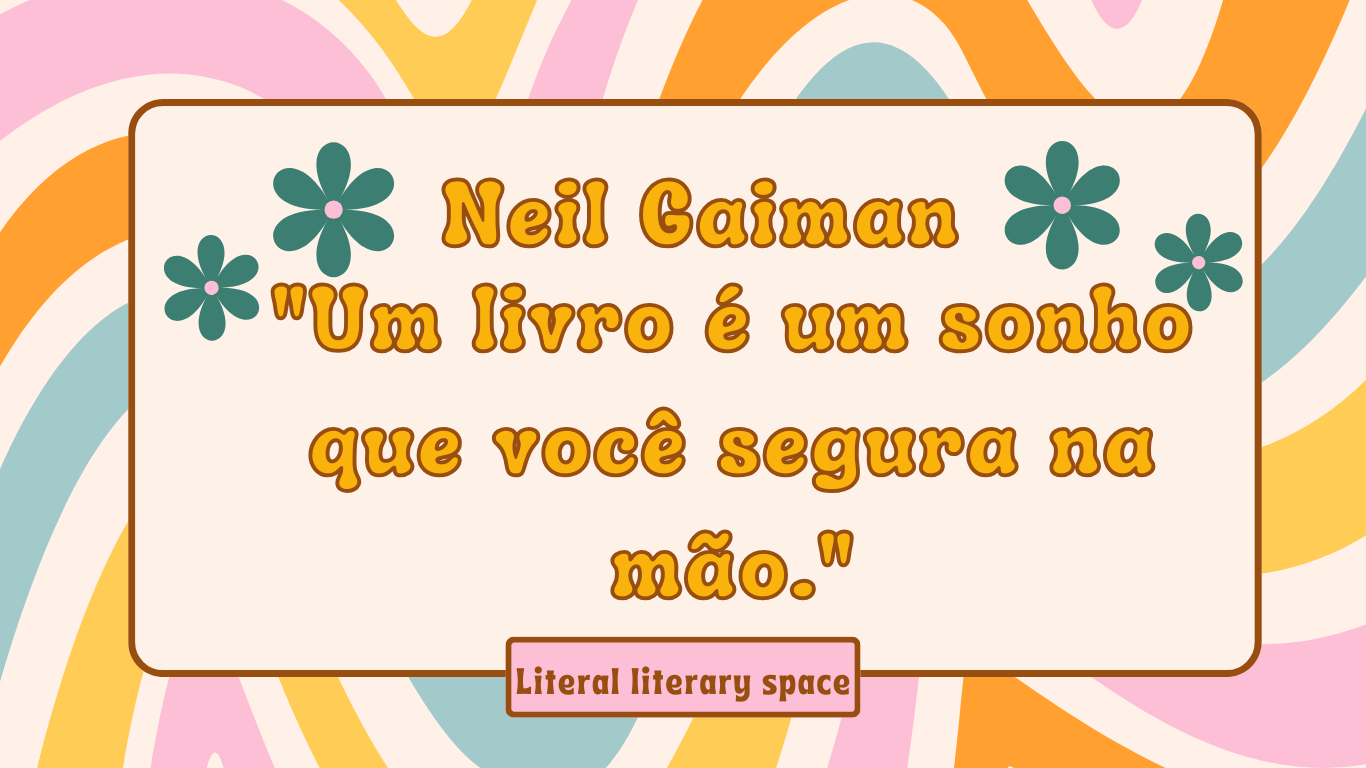 Neil Gaiman
"Um livro é um sonho
que você segura na
mão."
Literal literary space